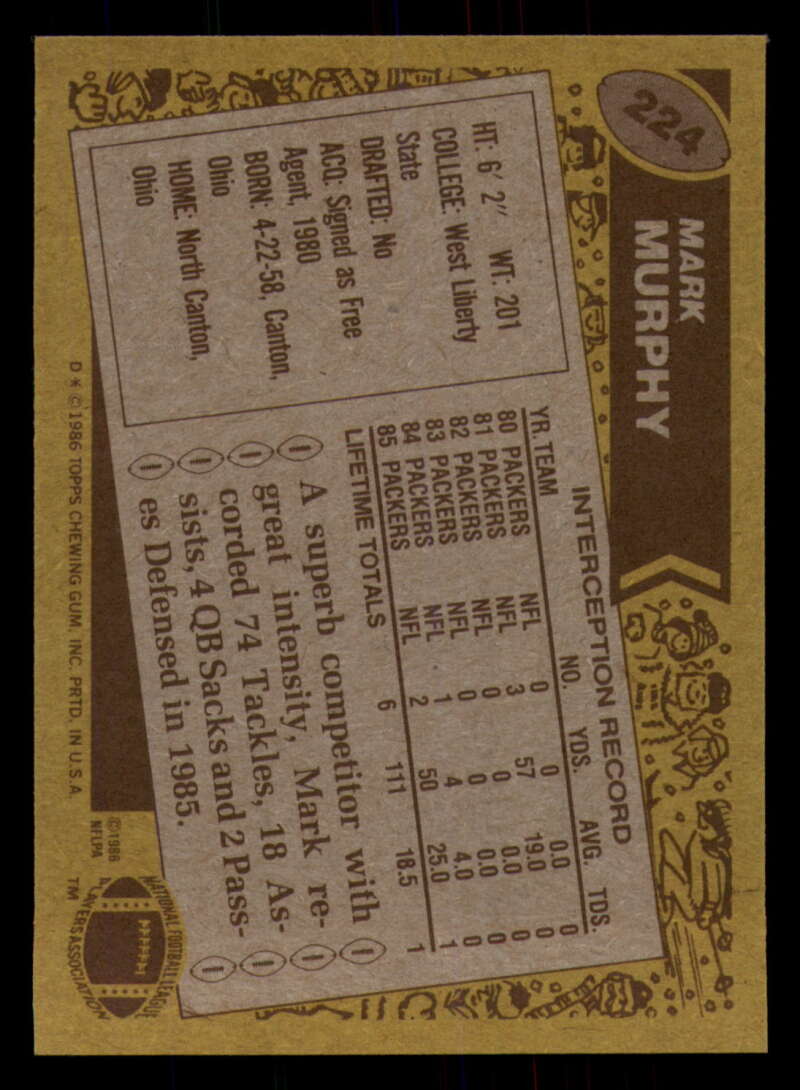 224
MARK
MURPHY
HT: 6' 2" WT: 201
COLLEGE: West Liberty
State
DRAFTED: No
ACQ: Signed as Free
Agent, 1980
BORN: 4-22-58, Canton,
Ohio
HOME: North Canton,
Ohio
INTERCEPTION RECORD
YR. TEAM NO. YDS. AVG. TDS.
80 PACKERS NFL 0 0 0.0 0
81 PACKERS NFL 3 57 19.0 0
82 PACKERS NFL 0 0 0.0 0
83 PACKERS NFL 0 0 0.0 0
84 PACKERS NFL 1 4 4.0 0
85 PACKERS NFL 2 50 25.0 1
LIFETIME TOTALS 6 111 18.5 1
A superb competitor with
great intensity, Mark re-
corded 74 Tackles, 18 As-
sists, 4 QB Sacks and 2 Pass-
es Defensed in 1985.
D * © 1986 TOPPS CHEWING GUM, INC. PRTD. IN U.S.A.
© 1986
NFLPA
NATIONAL FOOTBALL LEAGUE
PLAYERS ASSOCIATION
TM